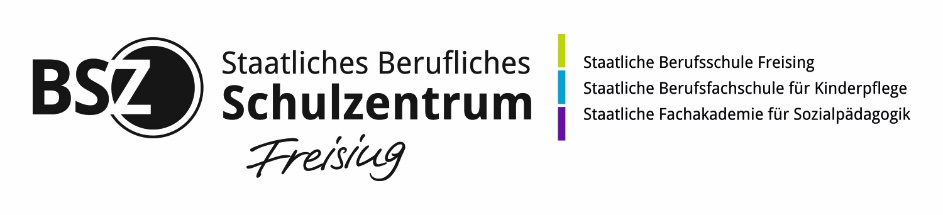 BSZ
Staatliches Berufliches
Schulzentrum
Freising
Staatliche Berufsschule Freising
Staatliche Berufsfachschule für Kinderpflege
Staatliche Fachakademie für Sozialpädagogik